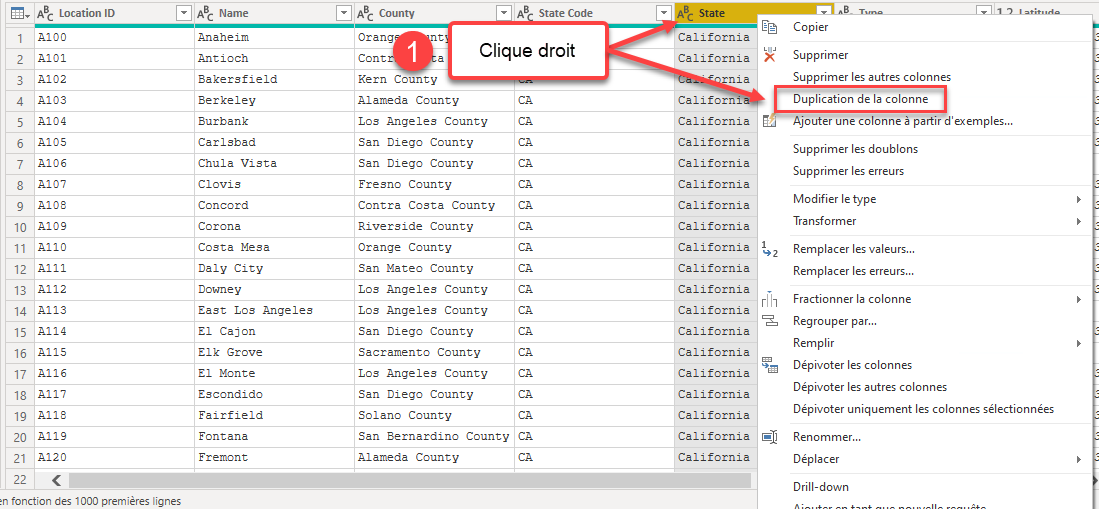 Location ID Name County State Code State Type 1.2 Latitude
1 A100 Anaheim California
2 A101 Antioch California
3 A102 Bakersfield Kern County California
4 A103 Berkeley Alameda County CA California
5 A104 Burbank Los Angeles County CA California
6 A105 Carlsbad San Diego County CA California
7 A106 Chula Vista San Diego County CA California
8 A107 Clovis Fresno County CA California
9 A108 Concord Contra Costa County CA California
10 A109 Corona Riverside County CA California
11 A110 Costa Mesa Orange County CA California
12 A111 Daly City San Mateo County CA California
13 A112 Downey Los Angeles County CA California
14 A113 East Los Angeles Los Angeles County CA California
15 A114 El Cajon San Diego County CA California
16 A115 Elk Grove Sacramento County CA California
17 A116 El Monte Los Angeles County CA California
18 A117 Escondido San Diego County CA California
19 A118 Fairfield Solano County CA California
20 A119 Fontana San Bernardino County CA California
21 A120 Fremont Alameda County CA California
22
en fonction des 1000 premières lignes
1
Clique droit
Copier
Supprimer
Supprimer les autres colonnes
Duplication de la colonne
Ajouter une colonne à partir d'exemples...
Supprimer les doublons
Supprimer les erreurs
Modifier le type
Transformer
Remplacer les valeurs...
Remplacer les erreurs...
Fractionner la colonne
Regrouper par...
Remplir
Dépivoter les colonnes
Dépivoter les autres colonnes
Dépivoter uniquement les colonnes sélectionnées
Renommer...
Déplacer
Drill-down
Ajouter en tant que nouvelle requête